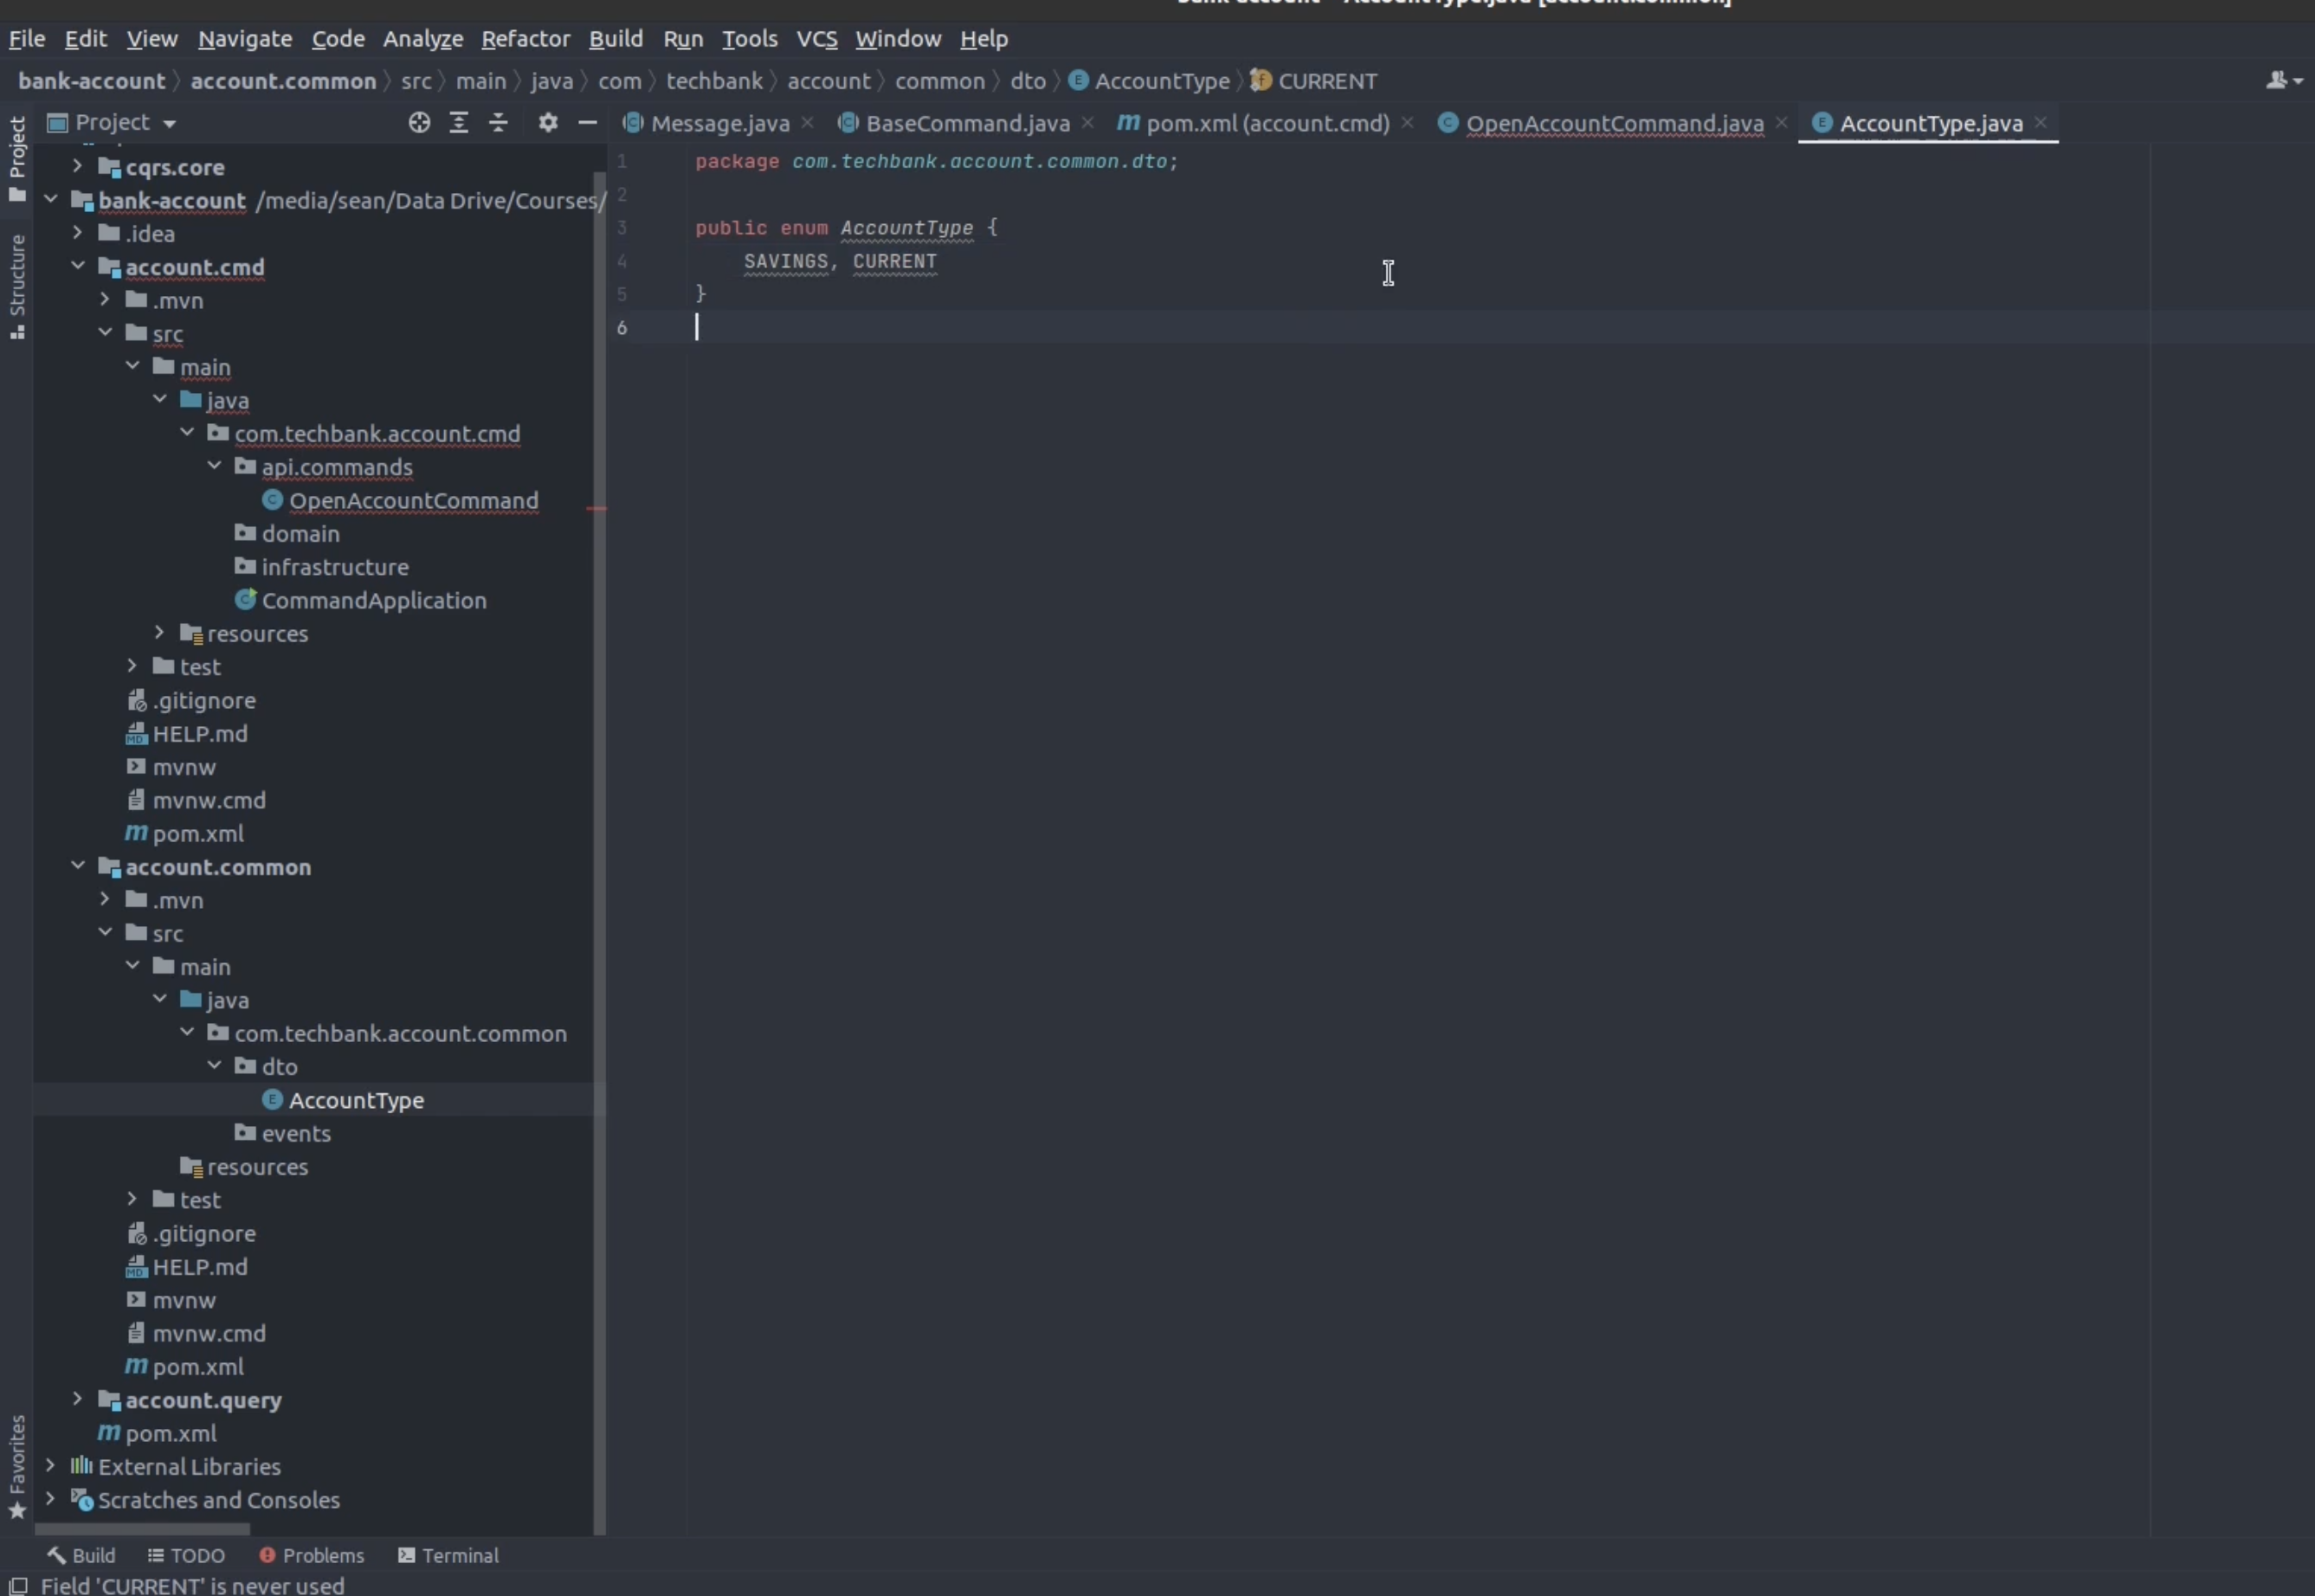 File Edit View Navigate Code Analyze Refactor Build Run Tools VCS Window Help
bank-account account.common src main java com techbank account common dto AccountType CURRENT
Project
Message.java BaseCommand.java pom.xml (account.cmd) OpenAccountCommand.java AccountType.java
Project
Structure
Favorites
cqrs.core
bank-account /media/sean/Data Drive/Courses/
.idea
account.cmd
.mvn
src
main
java
com.techbank.account.cmd
api.commands
OpenAccountCommand
domain
infrastructure
CommandApplication
resources
test
.gitignore
HELP.md
mvnw
mvnw.cmd
pom.xml
account.common
.mvn
src
main
java
com.techbank.account.common
dto
AccountType
events
resources
test
.gitignore
HELP.md
mvnw
mvnw.cmd
pom.xml
account.query
pom.xml
External Libraries
Scratches and Consoles
1 package com.techbank.account.common.dto;
2
3 public enum AccountType {
4 SAVINGS, CURRENT
5 }
6
Build TODO Problems Terminal
Field 'CURRENT' is never used